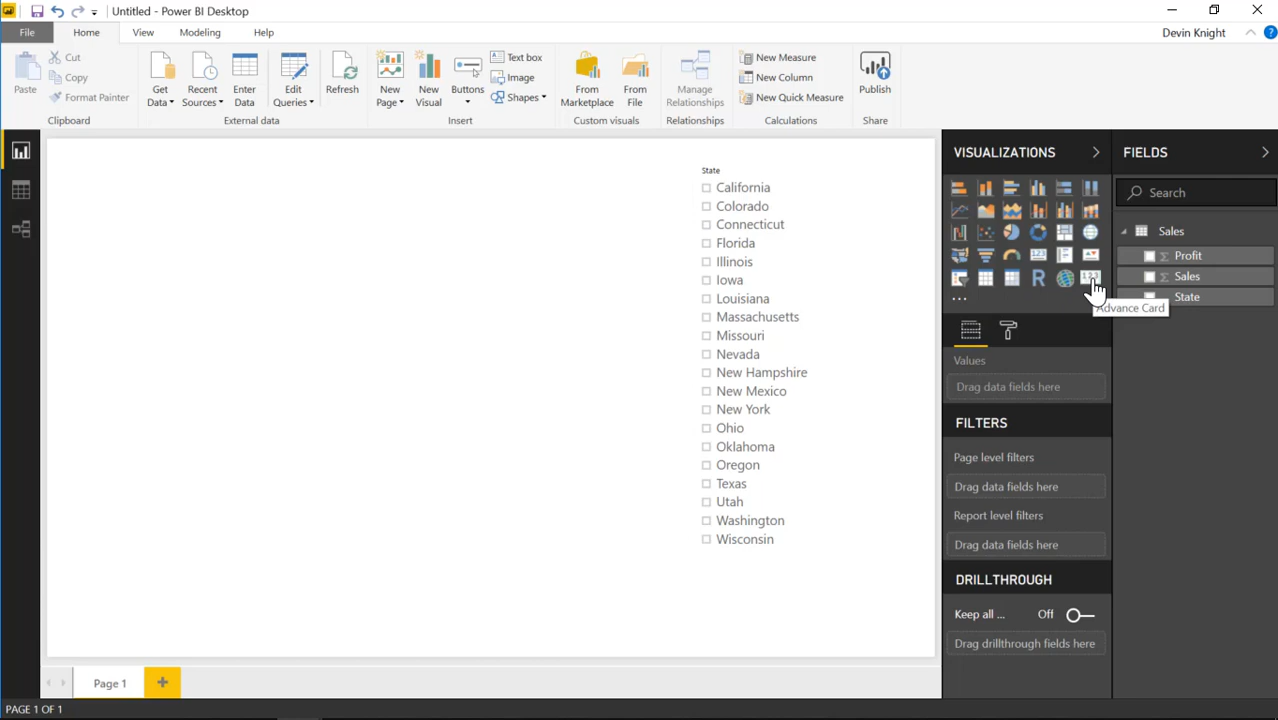 Untitled - Power BI Desktop
File
Home
View
Modeling
Help
Devin Knight
Paste
Cut
Copy
Format Painter
Clipboard
Get Data
Recent Sources
Enter Data
Edit Queries
Refresh
External data
New Page
New Visual
Buttons
Text box
Image
Shapes
Insert
From Marketplace
From File
Custom visuals
Manage Relationships
Relationships
New Measure
New Column
New Quick Measure
Calculations
Publish
Share
State
California
Colorado
Connecticut
Florida
Illinois
Iowa
Louisiana
Massachusetts
Missouri
Nevada
New Hampshire
New Mexico
New York
Ohio
Oklahoma
Oregon
Texas
Utah
Washington
Wisconsin
VISUALIZATIONS
R
123
Advance Card
Values
Drag data fields here
FILTERS
Page level filters
Drag data fields here
Report level filters
Drag data fields here
DRILLTHROUGH
Keep all ... Off
Drag drillthrough fields here
FIELDS
Search
Sales
Σ Profit
Σ Sales
State
Page 1
PAGE 1 OF 1